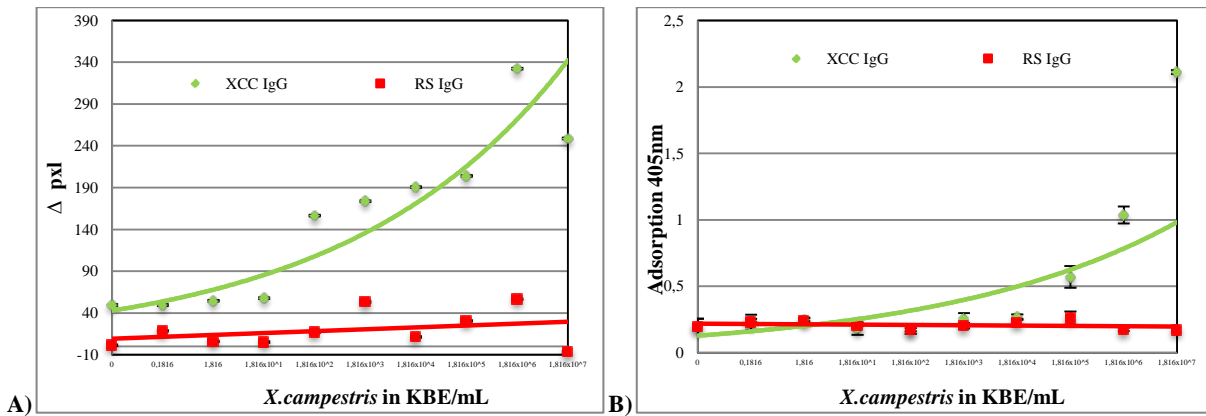 390
340
290
240
190
140
90
40
-10
Δ pxl
XCC IgG
RS IgG
0
0,1816
1,816
1,816x10^1
1,816x10^2
1,816x10^3
1,816x10^4
1,816x10^5
1,816x10^6
1,816x10^7
X.campestris in KBE/mL
A)
2,5
2
1,5
1
0,5
0
Adsorption 405nm
XCC IgG
RS IgG
0
0,1816
1,816
1,816x10^1
1,816x10^2
1,816x10^3
1,816x10^4
1,816x10^5
1,816x10^6
1,816x10^7
X.campestris in KBE/mL
B)